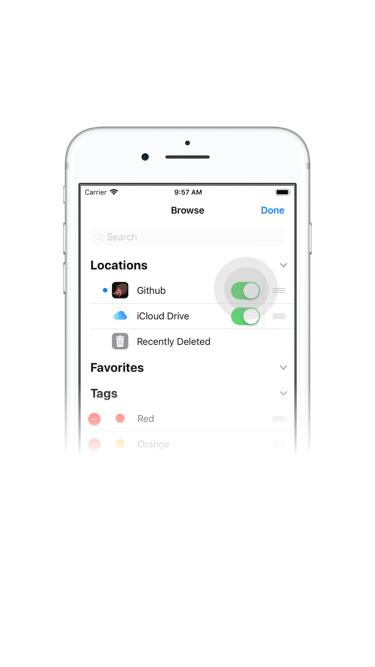 Carrier 9:57 AM
Browse Done
Search
Locations
Github
iCloud Drive
Recently Deleted
Favorites
Tags
Red
Orange